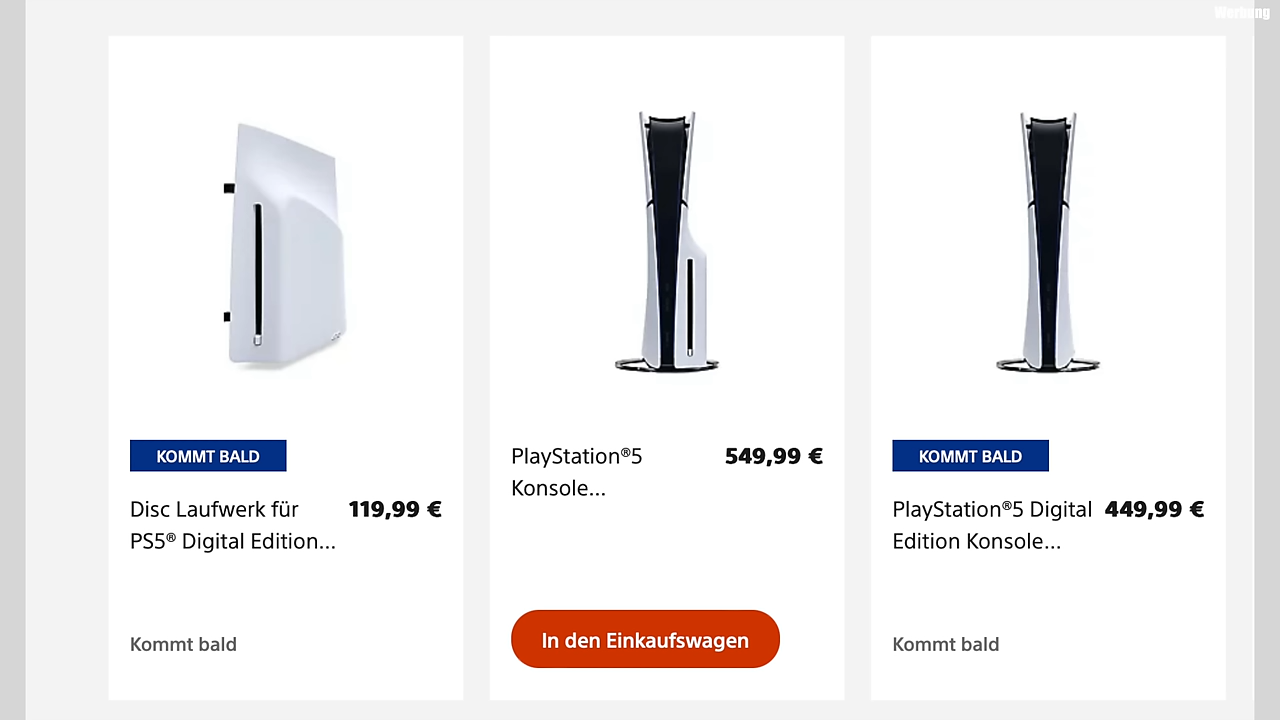 Werbung
KOMMT BALD
Disc Laufwerk für
PS5® Digital Edition...
119,99 €
Kommt bald
PlayStation®5
Konsole...
549,99 €
In den Einkaufswagen
KOMMT BALD
PlayStation®5 Digital
Edition Konsole...
449,99 €
Kommt bald